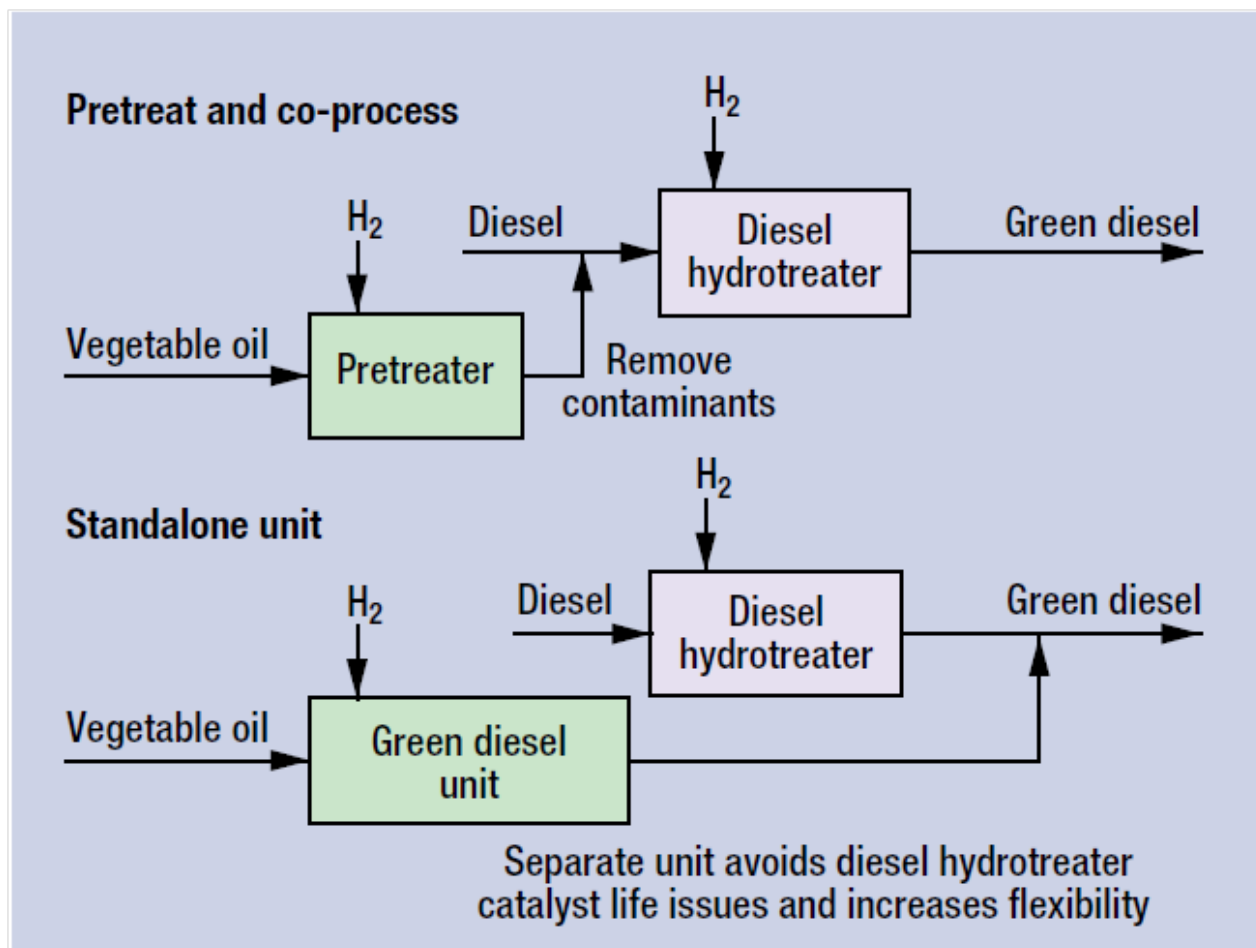 Pretreat and co-process
H₂
H₂
Diesel
Diesel
hydrotreater
Green diesel
Vegetable oil
Pretreater
Remove
contaminants
Standalone unit
H₂
H₂
Diesel
Diesel
hydrotreater
Green diesel
Vegetable oil
Green diesel
unit
Separate unit avoids diesel hydrotreater
catalyst life issues and increases flexibility